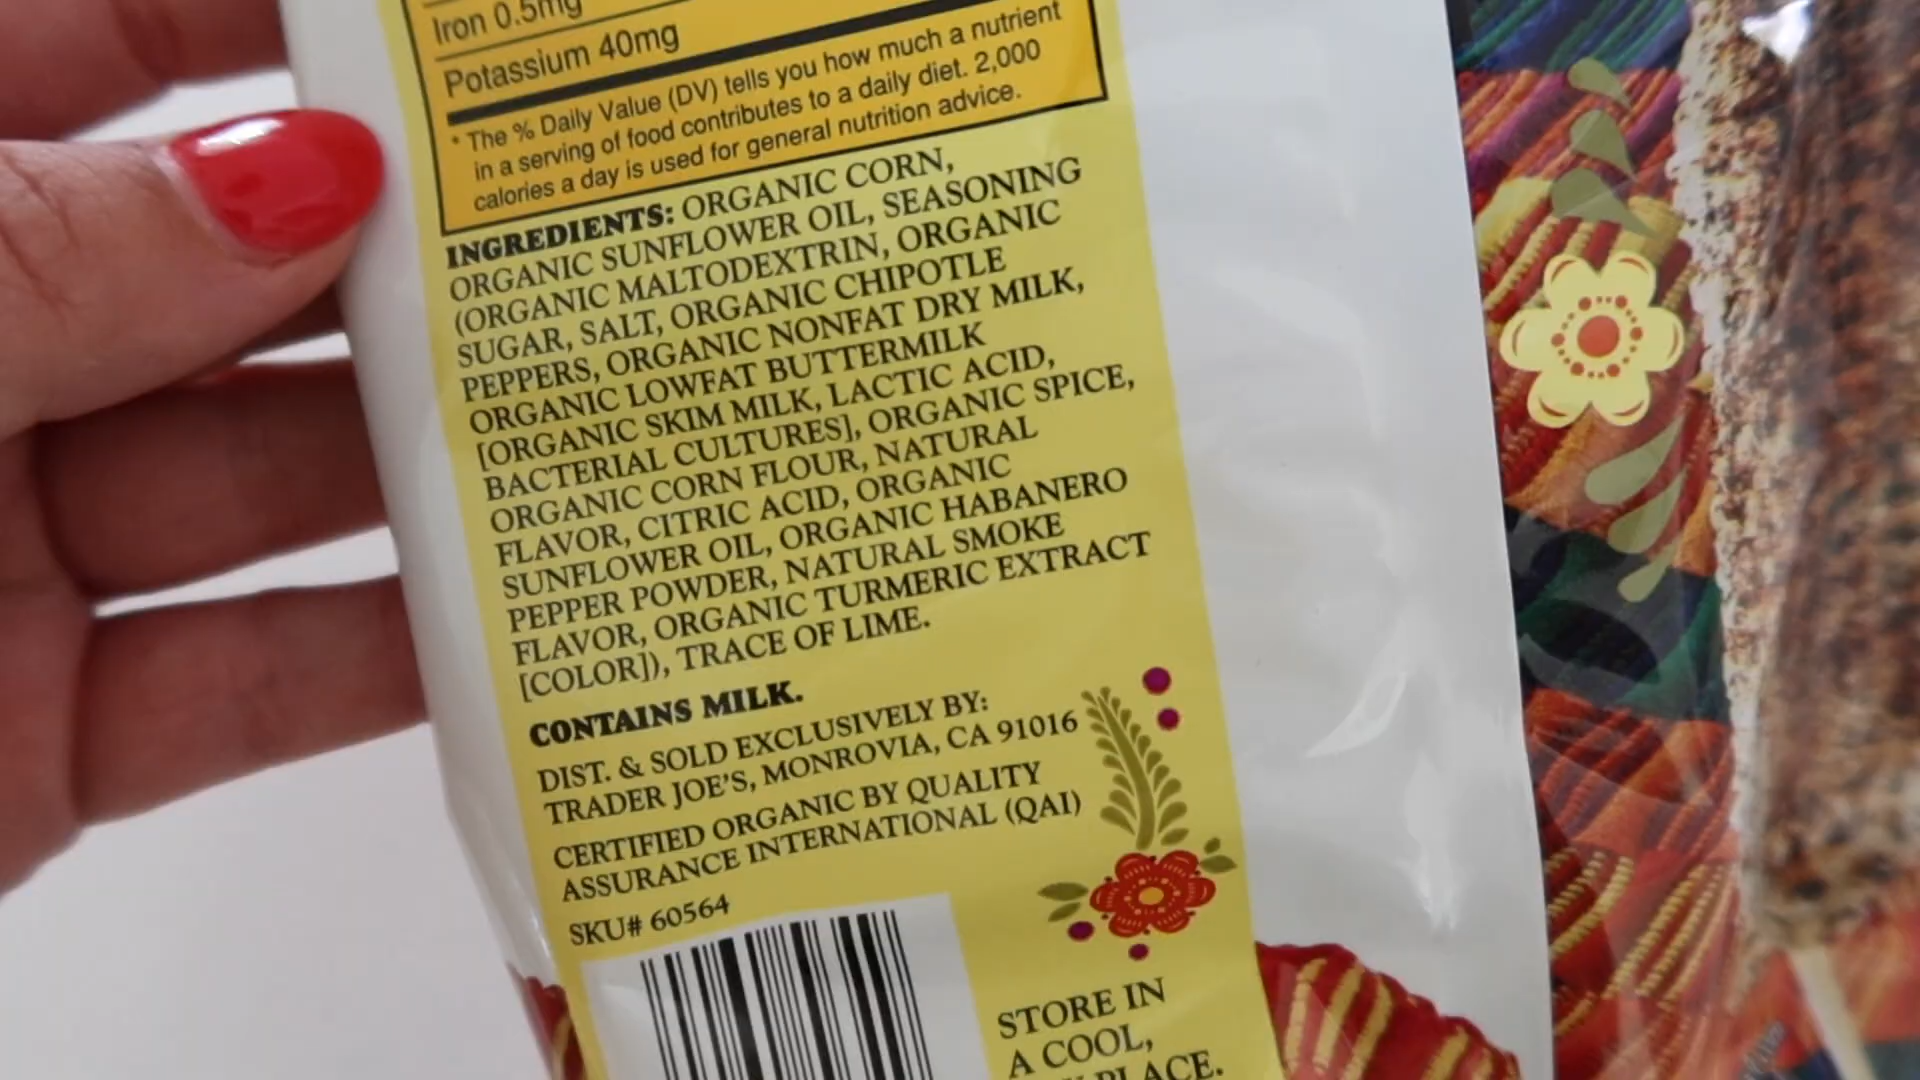 Iron 0.5mg
Potassium 40mg
* The % Daily Value (DV) tells you how much a nutrient
in a serving of food contributes to a daily diet. 2,000
calories a day is used for general nutrition advice.
INGREDIENTS: ORGANIC CORN,
ORGANIC SUNFLOWER OIL, SEASONING
(ORGANIC MALTODEXTRIN, ORGANIC
SUGAR, SALT, ORGANIC CHIPOTLE
PEPPERS, ORGANIC NONFAT DRY MILK,
ORGANIC LOWFAT BUTTERMILK
[ORGANIC SKIM MILK, LACTIC ACID,
BACTERIAL CULTURES], ORGANIC SPICE,
ORGANIC CORN FLOUR, NATURAL
FLAVOR, CITRIC ACID, ORGANIC
SUNFLOWER OIL, ORGANIC HABANERO
PEPPER POWDER, NATURAL SMOKE
FLAVOR, ORGANIC TURMERIC EXTRACT
[COLOR]), TRACE OF LIME.
CONTAINS MILK.
DIST. & SOLD EXCLUSIVELY BY:
TRADER JOE'S, MONROVIA, CA 91016
CERTIFIED ORGANIC BY QUALITY
ASSURANCE INTERNATIONAL (QAI)
SKU# 60564
STORE IN
A COOL,
PLACE.